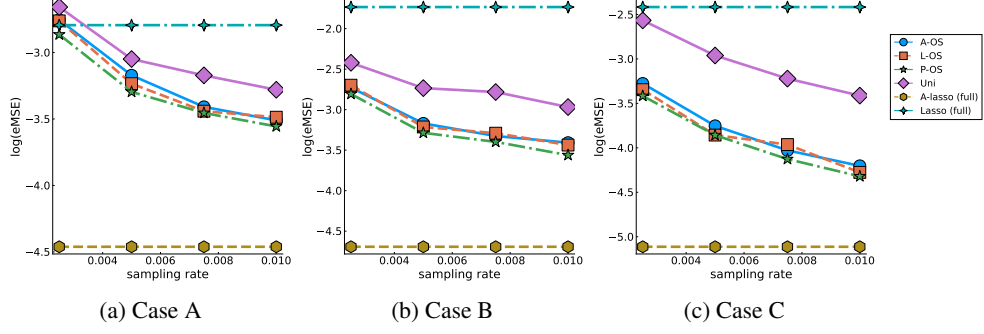 log(eMSE)
−3.0
−3.5
−4.0
−4.5
0.004
0.006
0.008
0.010
sampling rate
(a) Case A
log(eMSE)
−2.0
−2.5
−3.0
−3.5
−4.0
−4.5
0.004
0.006
0.008
0.010
sampling rate
(b) Case B
log(eMSE)
−2.5
−3.0
−3.5
−4.0
−4.5
−5.0
0.004
0.006
0.008
0.010
sampling rate
(c) Case C
A-OS
L-OS
P-OS
Uni
A-lasso (full)
Lasso (full)